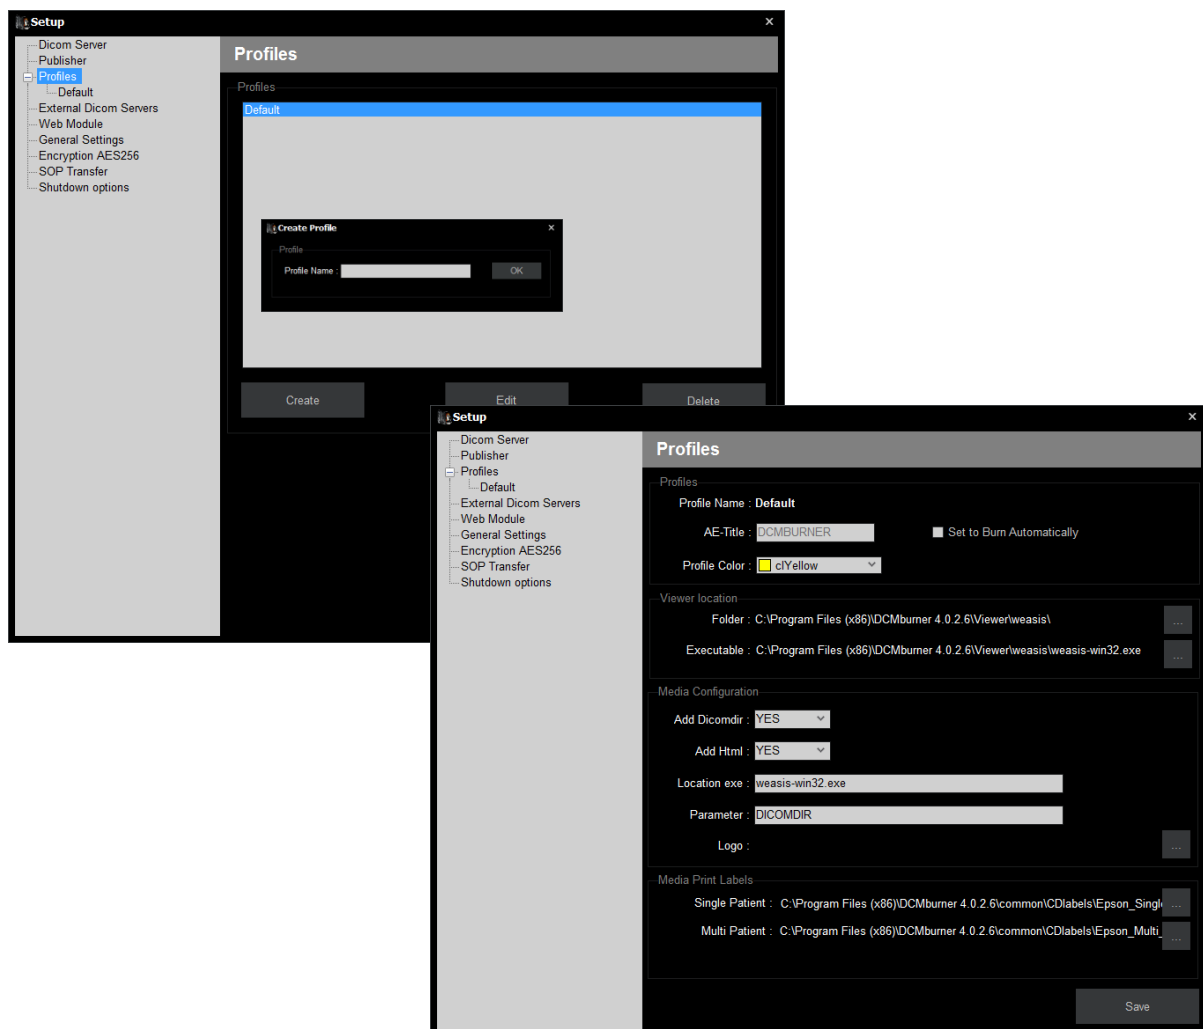 Setup
×
Dicom Server
Publisher
Profiles
Default
External Dicom Servers
Web Module
General Settings
Encryption AES256
SOP Transfer
Shutdown options
Profiles
Profiles
Default
Create Profile
×
Profile
Profile Name :
OK
Create
Edit
Delete
Setup
×
Dicom Server
Publisher
Profiles
Default
External Dicom Servers
Web Module
General Settings
Encryption AES256
SOP Transfer
Shutdown options
Profiles
Profiles
Profile Name : Default
AE-Title : DCMBURNER
Set to Burn Automatically
Profile Color : clYellow
Viewer location
Folder : C:\Program Files (x86)\DCMburner 4.0.2.6\Viewer\weasis\
...
Executable : C:\Program Files (x86)\DCMburner 4.0.2.6\Viewer\weasis\weasis-win32.exe
...
Media Configuration
Add Dicomdir : YES
Add Html : YES
Location exe : weasis-win32.exe
Parameter : DICOMDIR
Logo :
...
Media Print Labels
Single Patient : C:\Program Files (x86)\DCMburner 4.0.2.6\common\CDlabels\Epson_Singl
...
Multi Patient : C:\Program Files (x86)\DCMburner 4.0.2.6\common\CDlabels\Epson_Multi_
...
Save